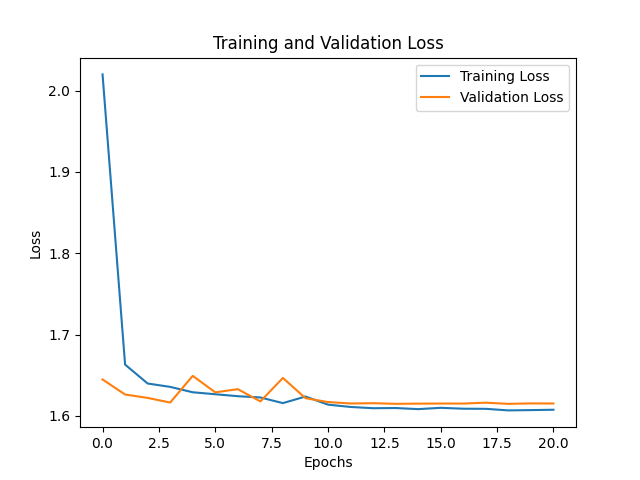 Training and Validation Loss
Training Loss
Validation Loss
2.0
1.9
1.8
1.7
1.6
Loss
0.0 2.5 5.0 7.5 10.0 12.5 15.0 17.5 20.0
Epochs